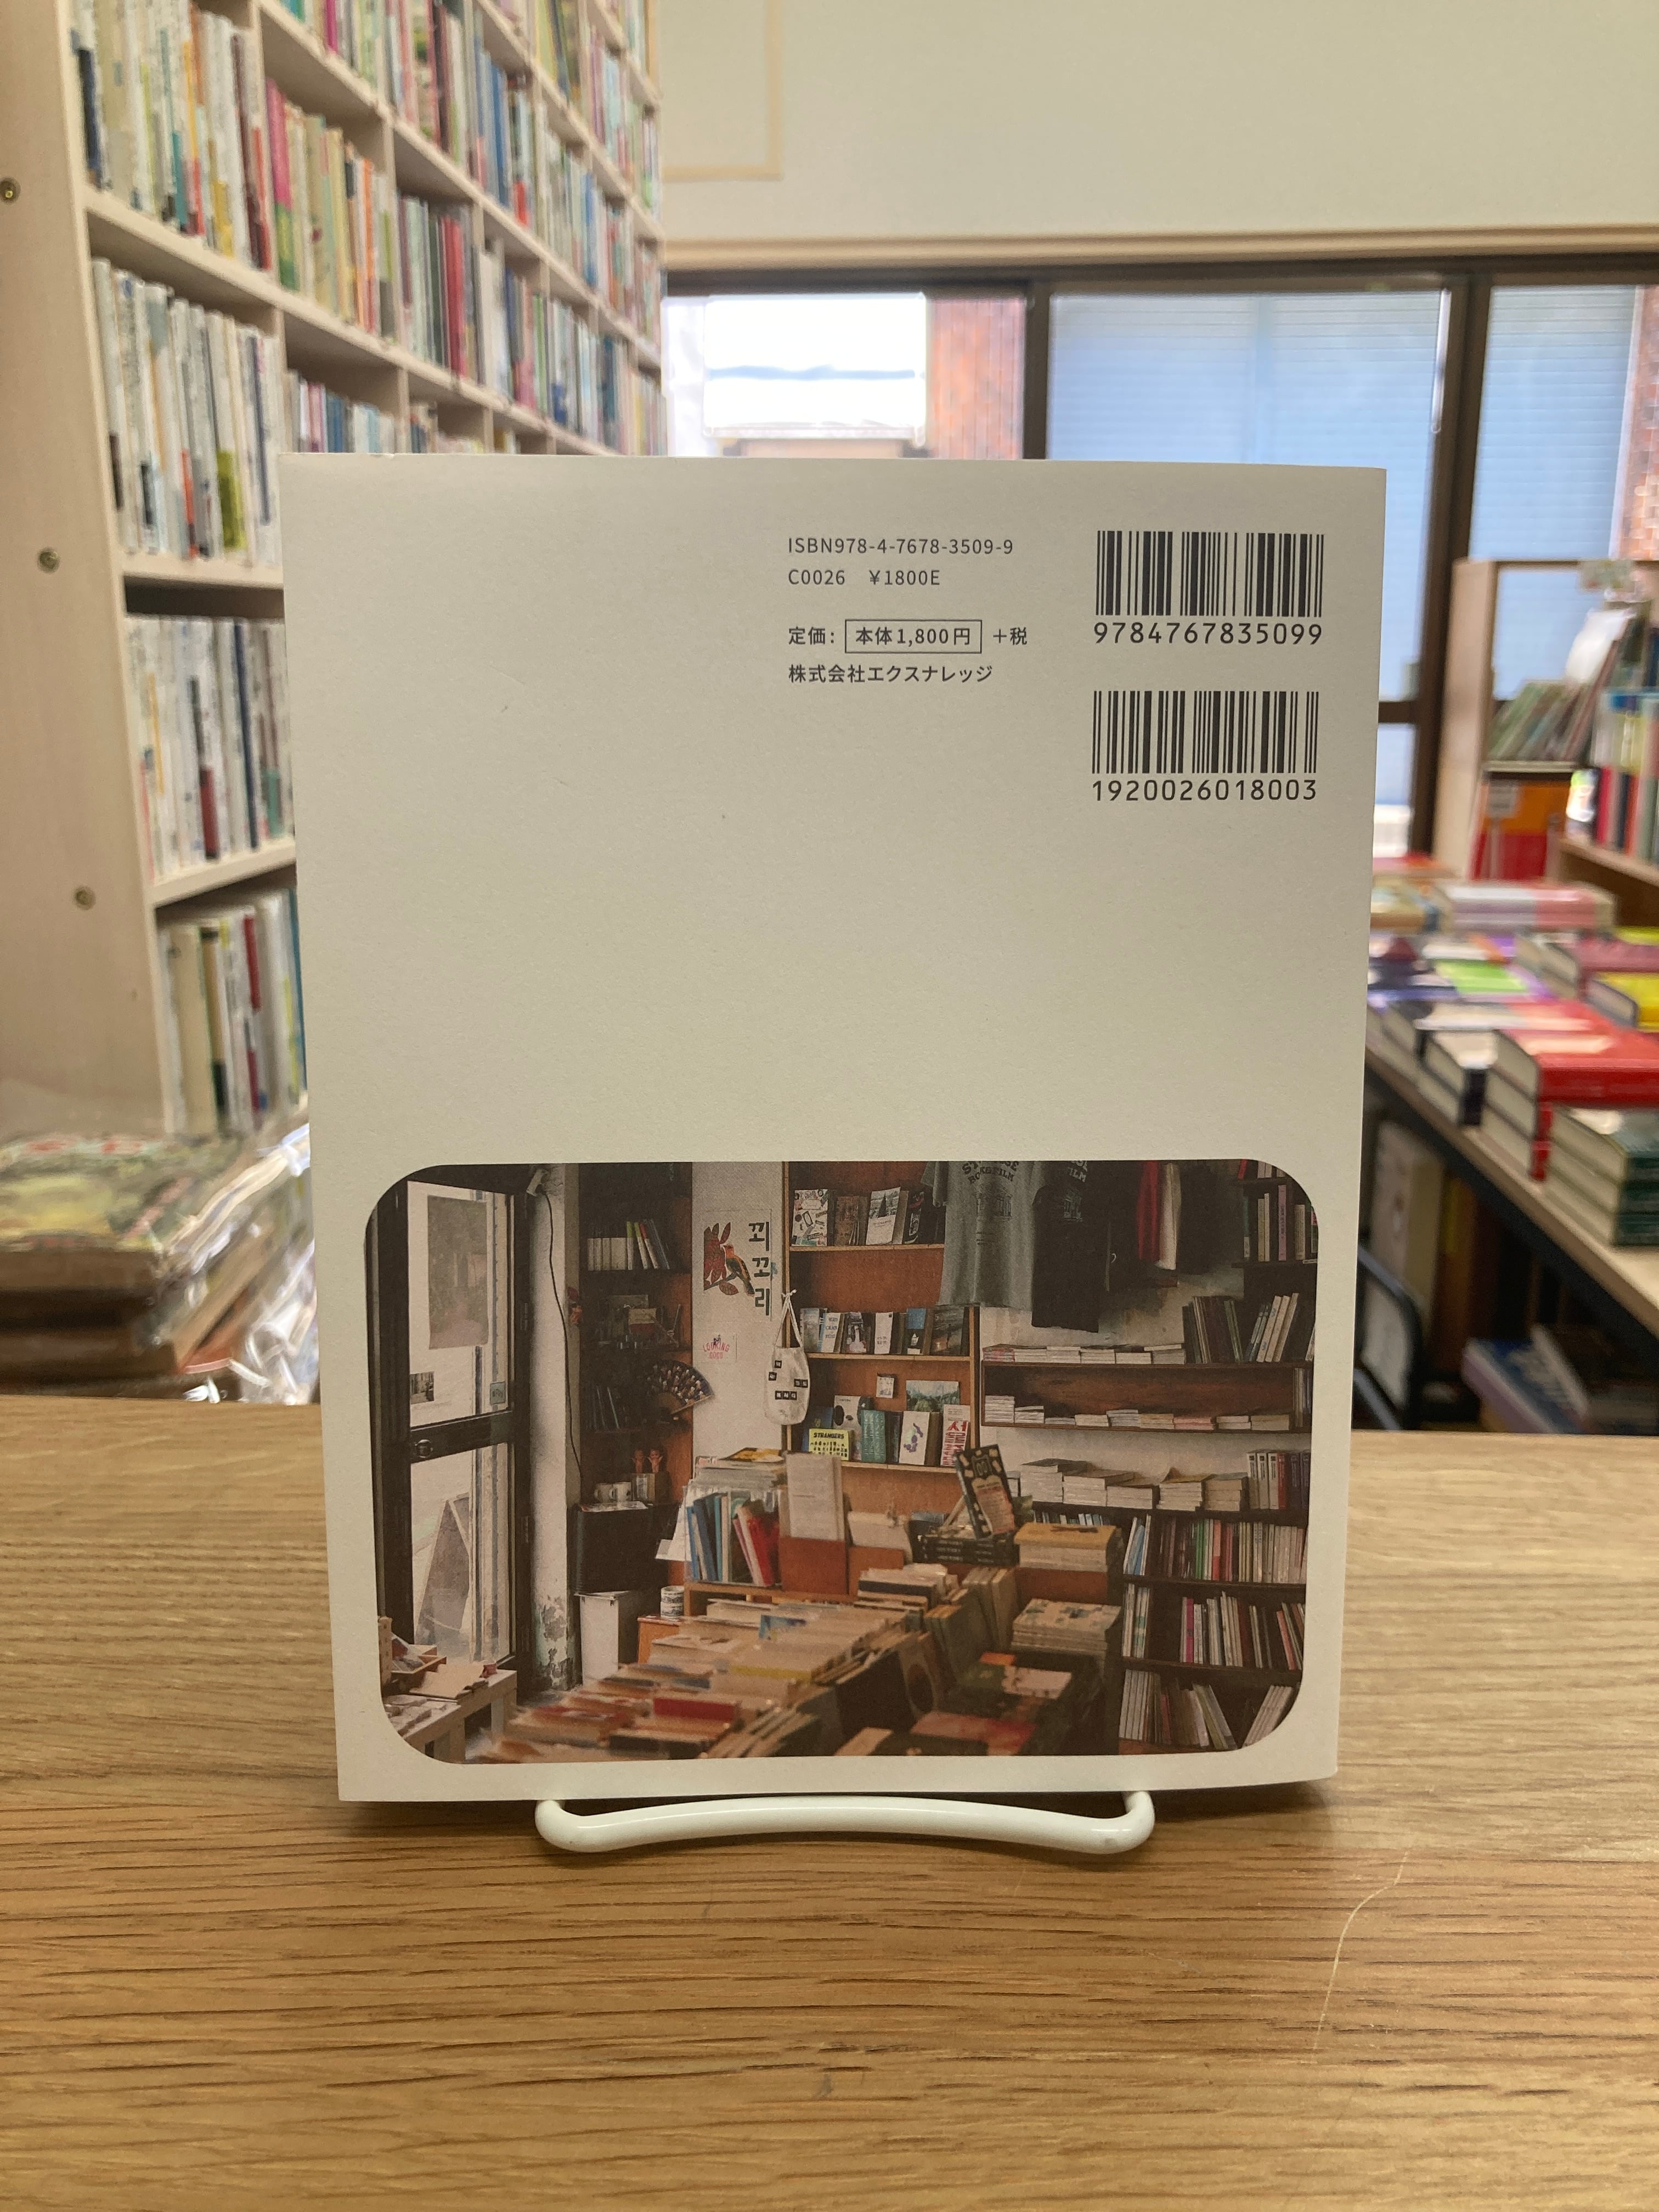 ISBN978-4-7678-3509-9
C0026 ¥1800E
定価: 本体1,800円 +税
株式会社エクスナレッジ
9784767835099
1920026018003
꾀꼬리
STRANGERS